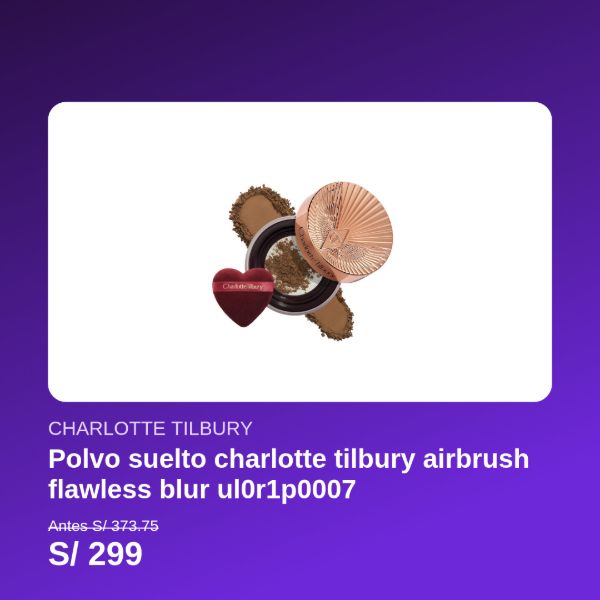 Charlotte Tilbury
CHARLOTTE TILBURY
Polvo suelto charlotte tilbury airbrush
flawless blur ul0r1p0007
Antes S/ 373.75
S/ 299